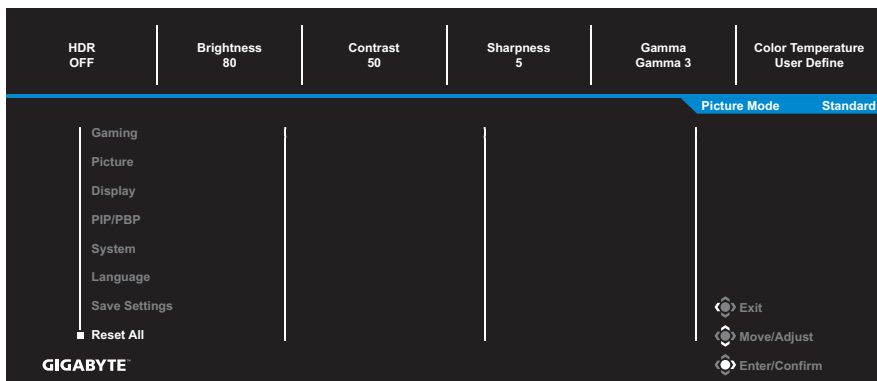 HDR
OFF
Brightness
80
Contrast
50
Sharpness
5
Gamma
Gamma 3
Color Temperature
User Define
Picture Mode Standard
Gaming
Picture
Display
PIP/PBP
System
Language
Save Settings
Reset All
Exit
Move/Adjust
Enter/Confirm
GIGABYTE™